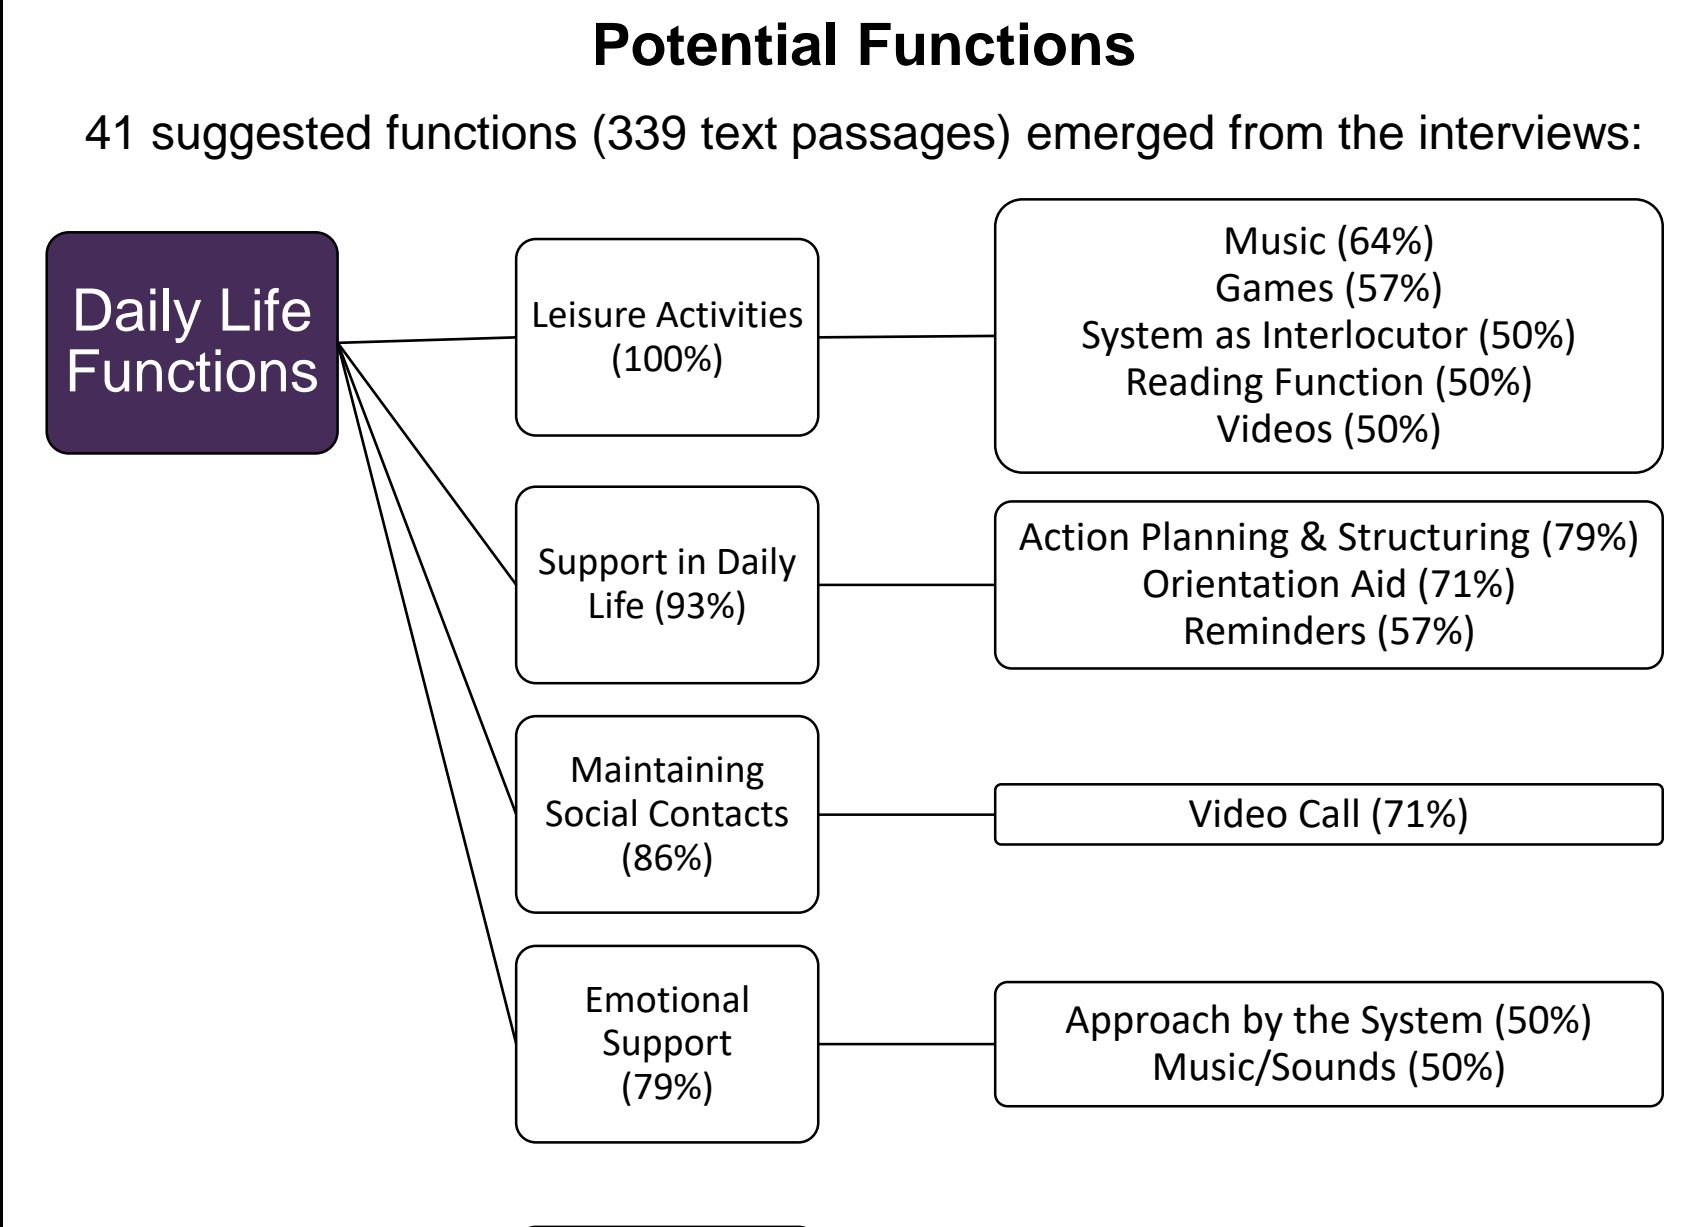 Potential Functions
41 suggested functions (339 text passages) emerged from the interviews:
Daily Life
Functions
Leisure Activities
(100%)
Music (64%)
Games (57%)
System as Interlocutor (50%)
Reading Function (50%)
Videos (50%)
Support in Daily
Life (93%)
Action Planning & Structuring (79%)
Orientation Aid (71%)
Reminders (57%)
Maintaining
Social Contacts
(86%)
Video Call (71%)
Emotional
Support
(79%)
Approach by the System (50%)
Music/Sounds (50%)